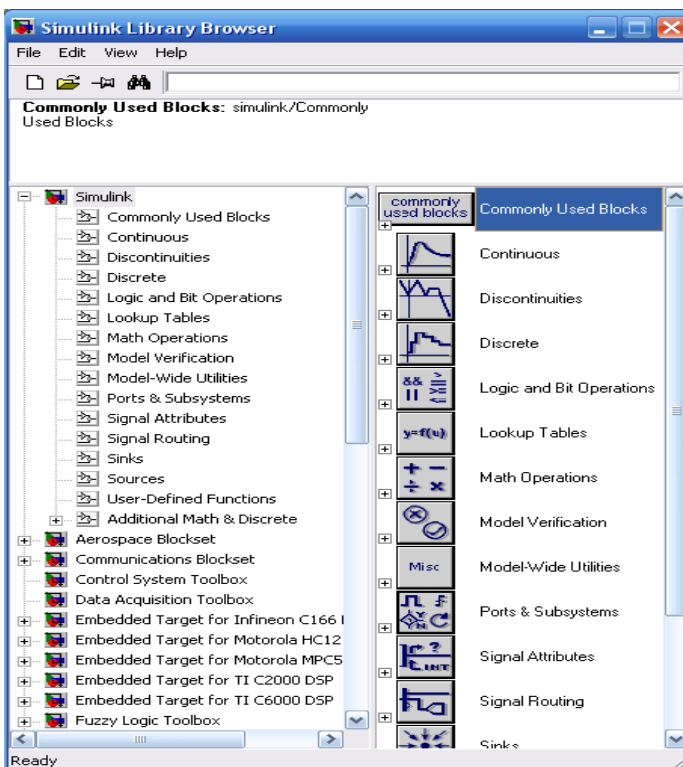 Simulink Library Browser
File Edit View Help
Commonly Used Blocks: simulink/Commonly
Used Blocks
Simulink
Commonly Used Blocks
Continuous
Discontinuities
Discrete
Logic and Bit Operations
Lookup Tables
Math Operations
Model Verification
Model-Wide Utilities
Ports & Subsystems
Signal Attributes
Signal Routing
Sinks
Sources
User-Defined Functions
Additional Math & Discrete
Aerospace Blockset
Communications Blockset
Control System Toolbox
Data Acquisition Toolbox
Embedded Target for Infineon C166
Embedded Target for Motorola HC12
Embedded Target for Motorola MPC5
Embedded Target for TI C2000 DSP
Embedded Target for TI C6000 DSP
Fuzzy Logic Toolbox
commonly
used blocks
Commonly Used Blocks
Continuous
Discontinuities
Discrete
&& >=
|| <=
Logic and Bit Operations
y=f(u)
Lookup Tables
+ −
÷ ×
Math Operations
Model Verification
Misc
Model-Wide Utilities
Y
N
Ports & Subsystems
?
INT
Signal Attributes
Signal Routing
Sinks
Ready